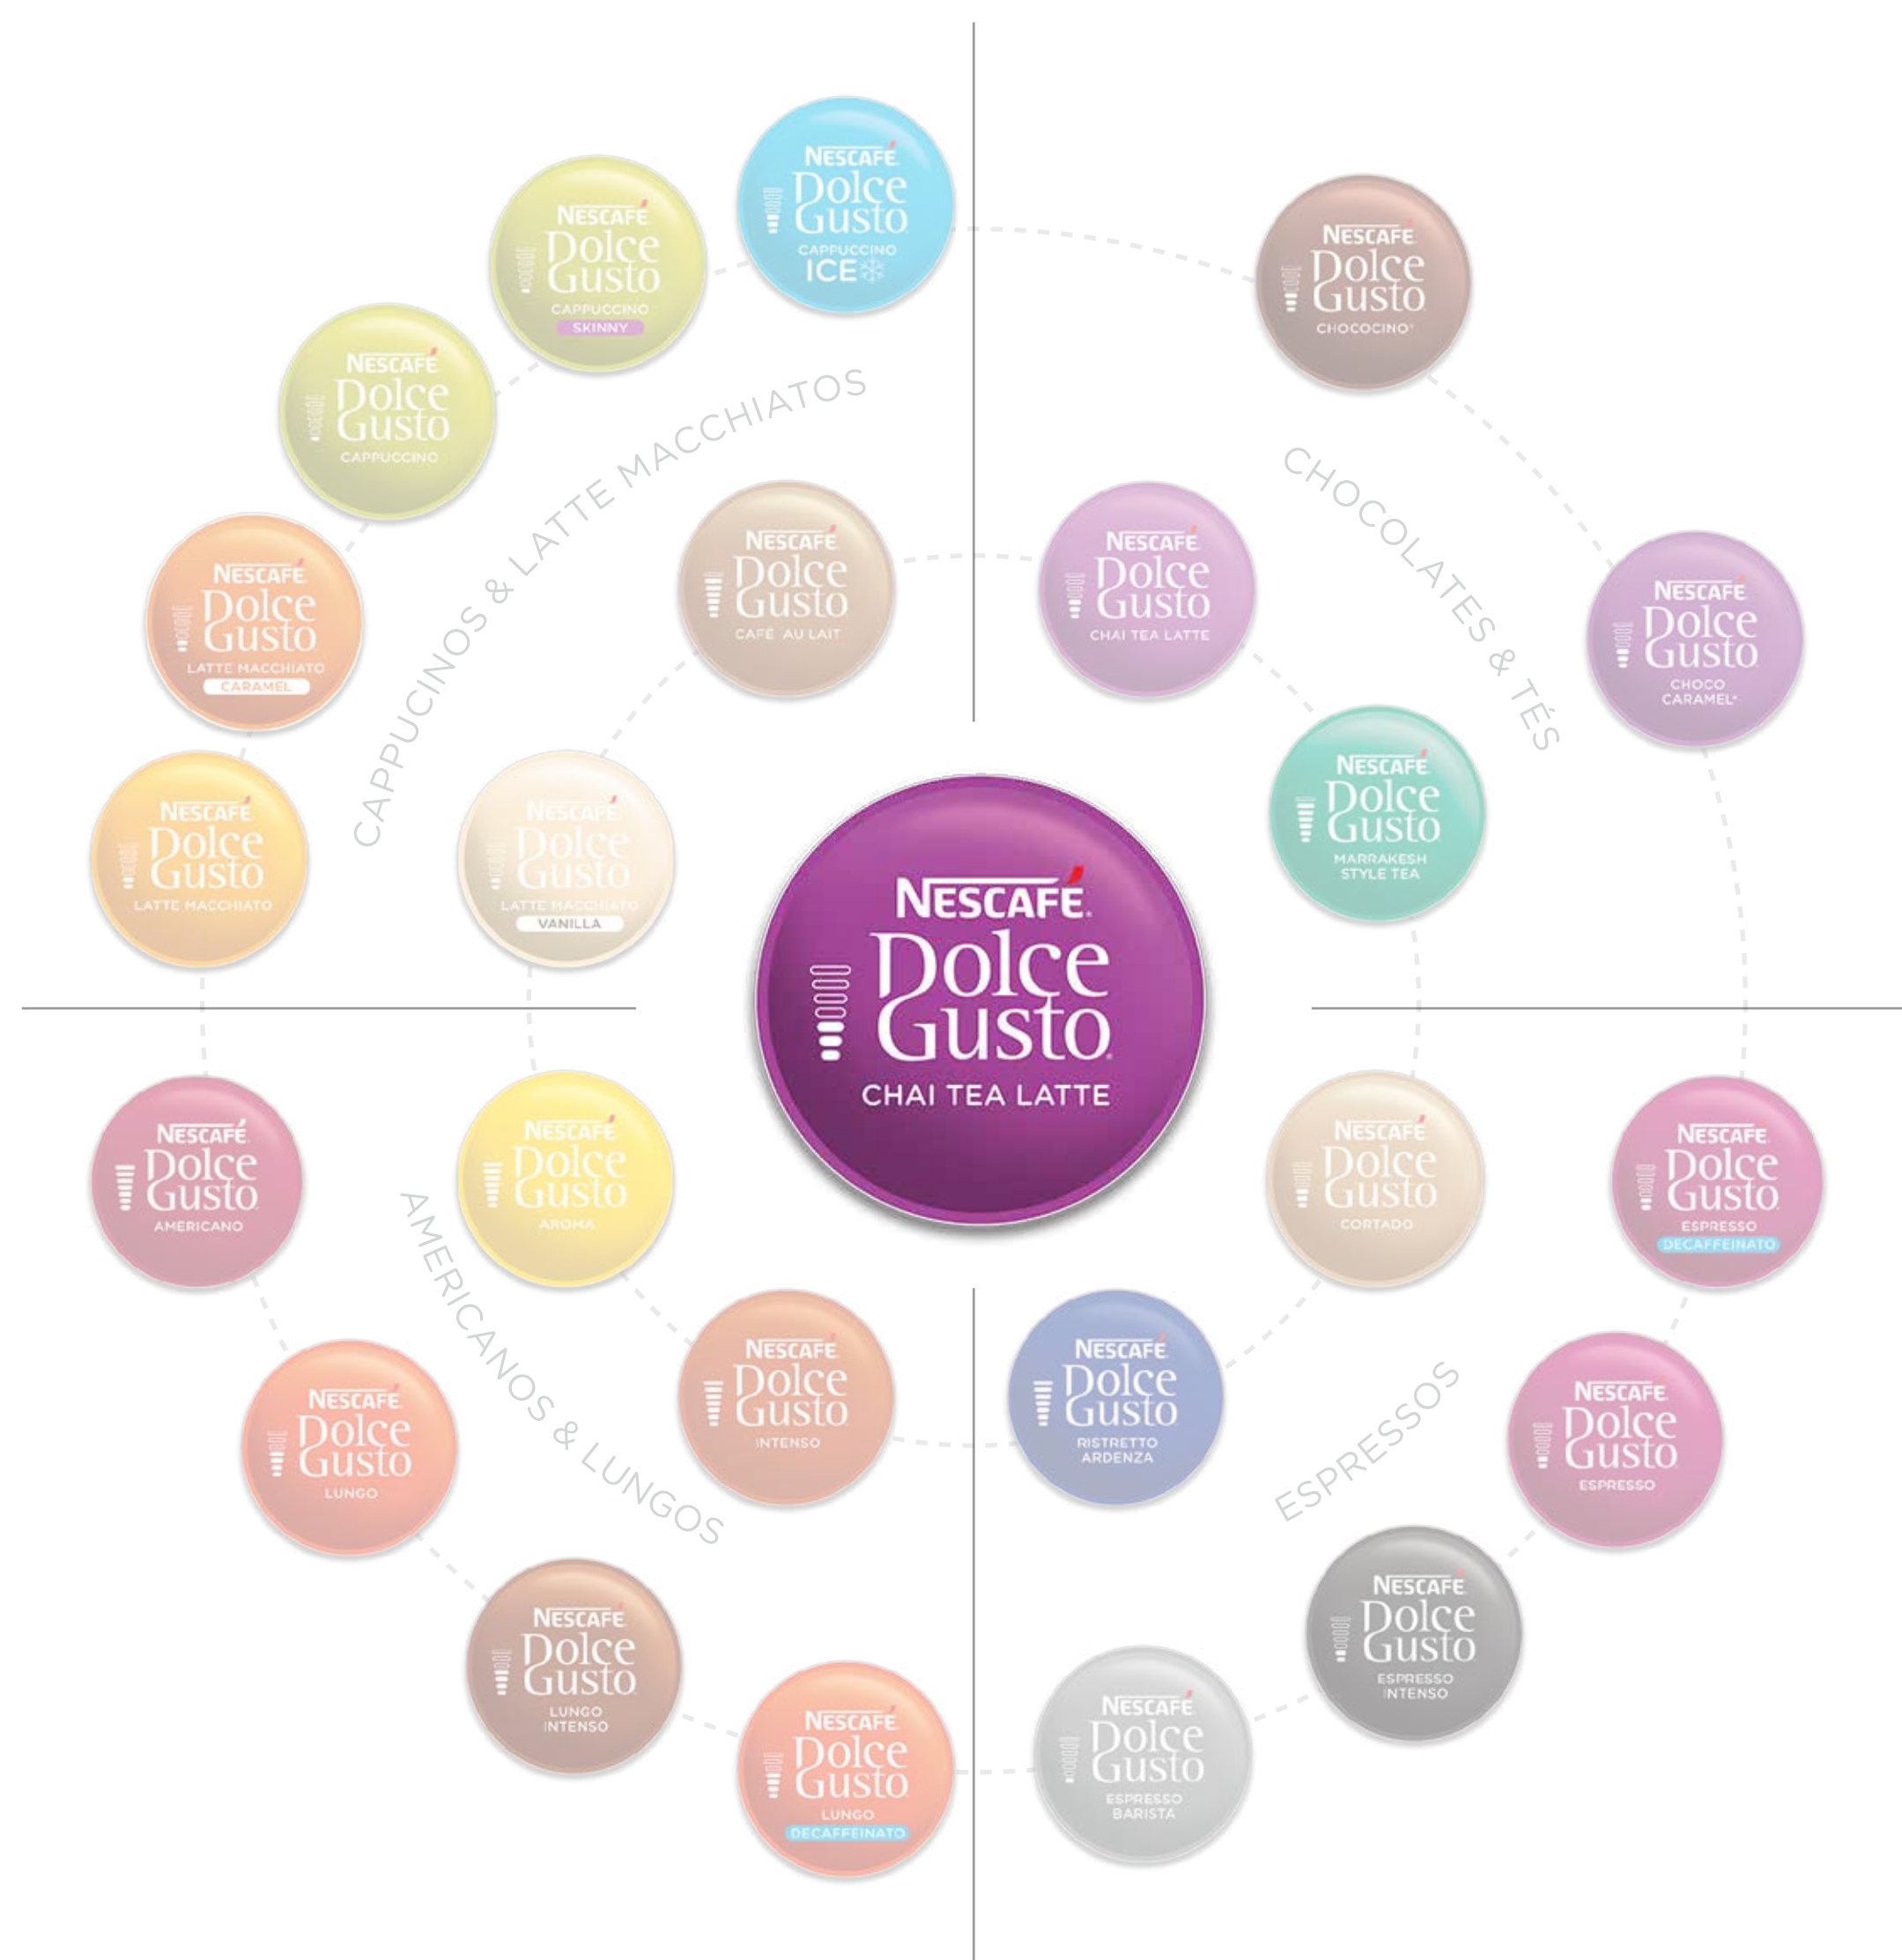 NESCAFÉ
Dolce
Gusto
CAPPUCCINO
ICE
NESCAFÉ
Dolce
Gusto
CAPPUCCINO
SKINNY
NESCAFÉ
Dolce
Gusto
CAPPUCCINO
NESCAFÉ
Dolce
Gusto
LATTE MACCHIATO
CARAMEL
NESCAFÉ
Dolce
Gusto
LATTE MACCHIATO
CAPPUCINOS & LATTE MACCHIATOS
NESCAFÉ
Dolce
Gusto
CAFÉ AU LAIT
NESCAFÉ
Dolce
Gusto
LATTE MACCHIATO
VANILLA
NESCAFÉ
Dolce
Gusto
CHOCOCINO*
NESCAFÉ
Dolce
Gusto
CHOCO
CARAMEL*
CHOCOLATES & TÉS
NESCAFÉ
Dolce
Gusto
CHAI TEA LATTE
NESCAFÉ
Dolce
Gusto
MARRAKESH
STYLE TEA
NESCAFÉ.
Dolce
Gusto
CHAI TEA LATTE
NESCAFÉ
Dolce
Gusto
AMERICANO
NESCAFÉ
Dolce
Gusto
AROMA
AMERICANOS & LUNGOS
NESCAFÉ
Dolce
Gusto
LUNGO
NESCAFÉ
Dolce
Gusto
INTENSO
NESCAFÉ
Dolce
Gusto
LUNGO
INTENSO
NESCAFÉ
Dolce
Gusto
LUNGO
DECAFFEINATO
NESCAFÉ
Dolce
Gusto
CORTADO
NESCAFÉ
Dolce
Gusto
ESPRESSO
DECAFFEINATO
NESCAFÉ
Dolce
Gusto
RISTRETTO
ARDENZA
ESPRESSOS
NESCAFÉ
Dolce
Gusto
ESPRESSO
NESCAFÉ
Dolce
Gusto
ESPRESSO
INTENSO
NESCAFÉ
Dolce
Gusto
ESPRESSO
BARISTA